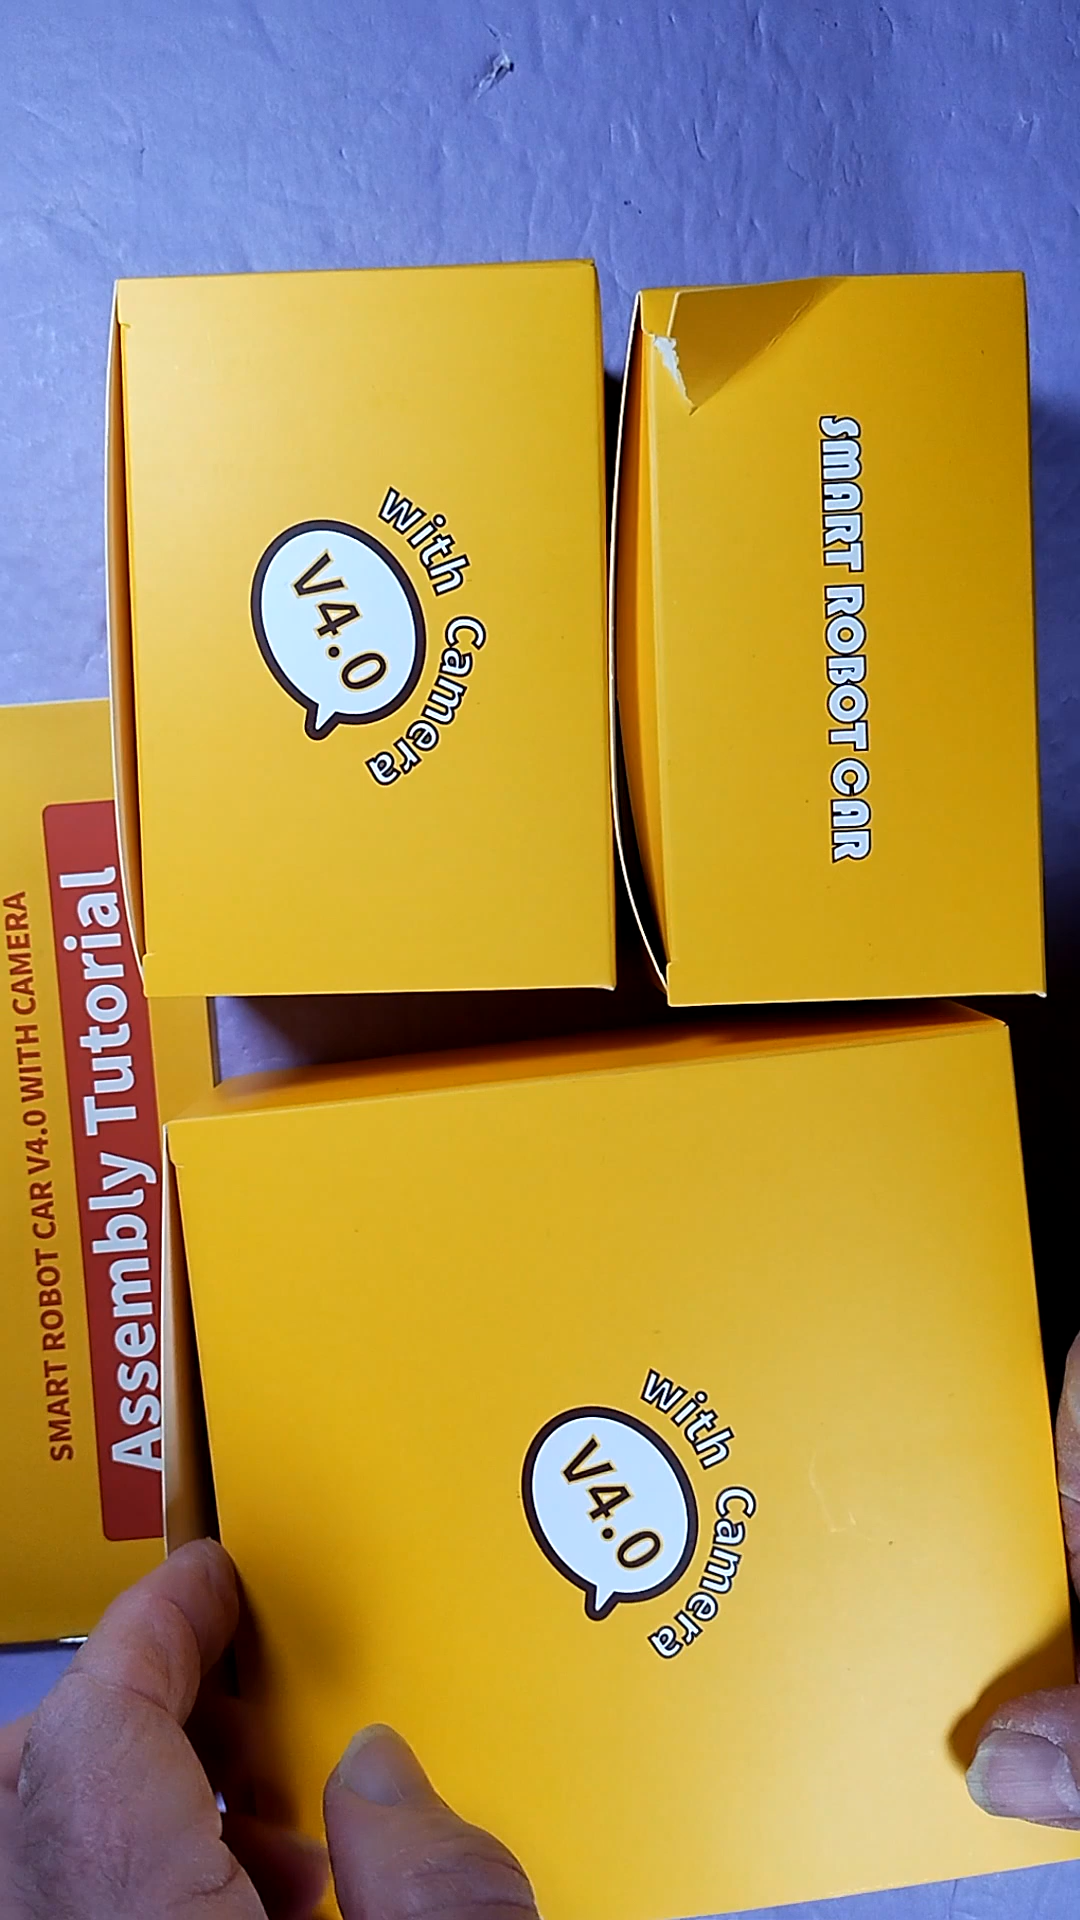 with Camera
V4.0
SMART ROBOT CAR
SMART ROBOT CAR V4.0 WITH CAMERA
Assembly Tutorial
with Camera
V4.0